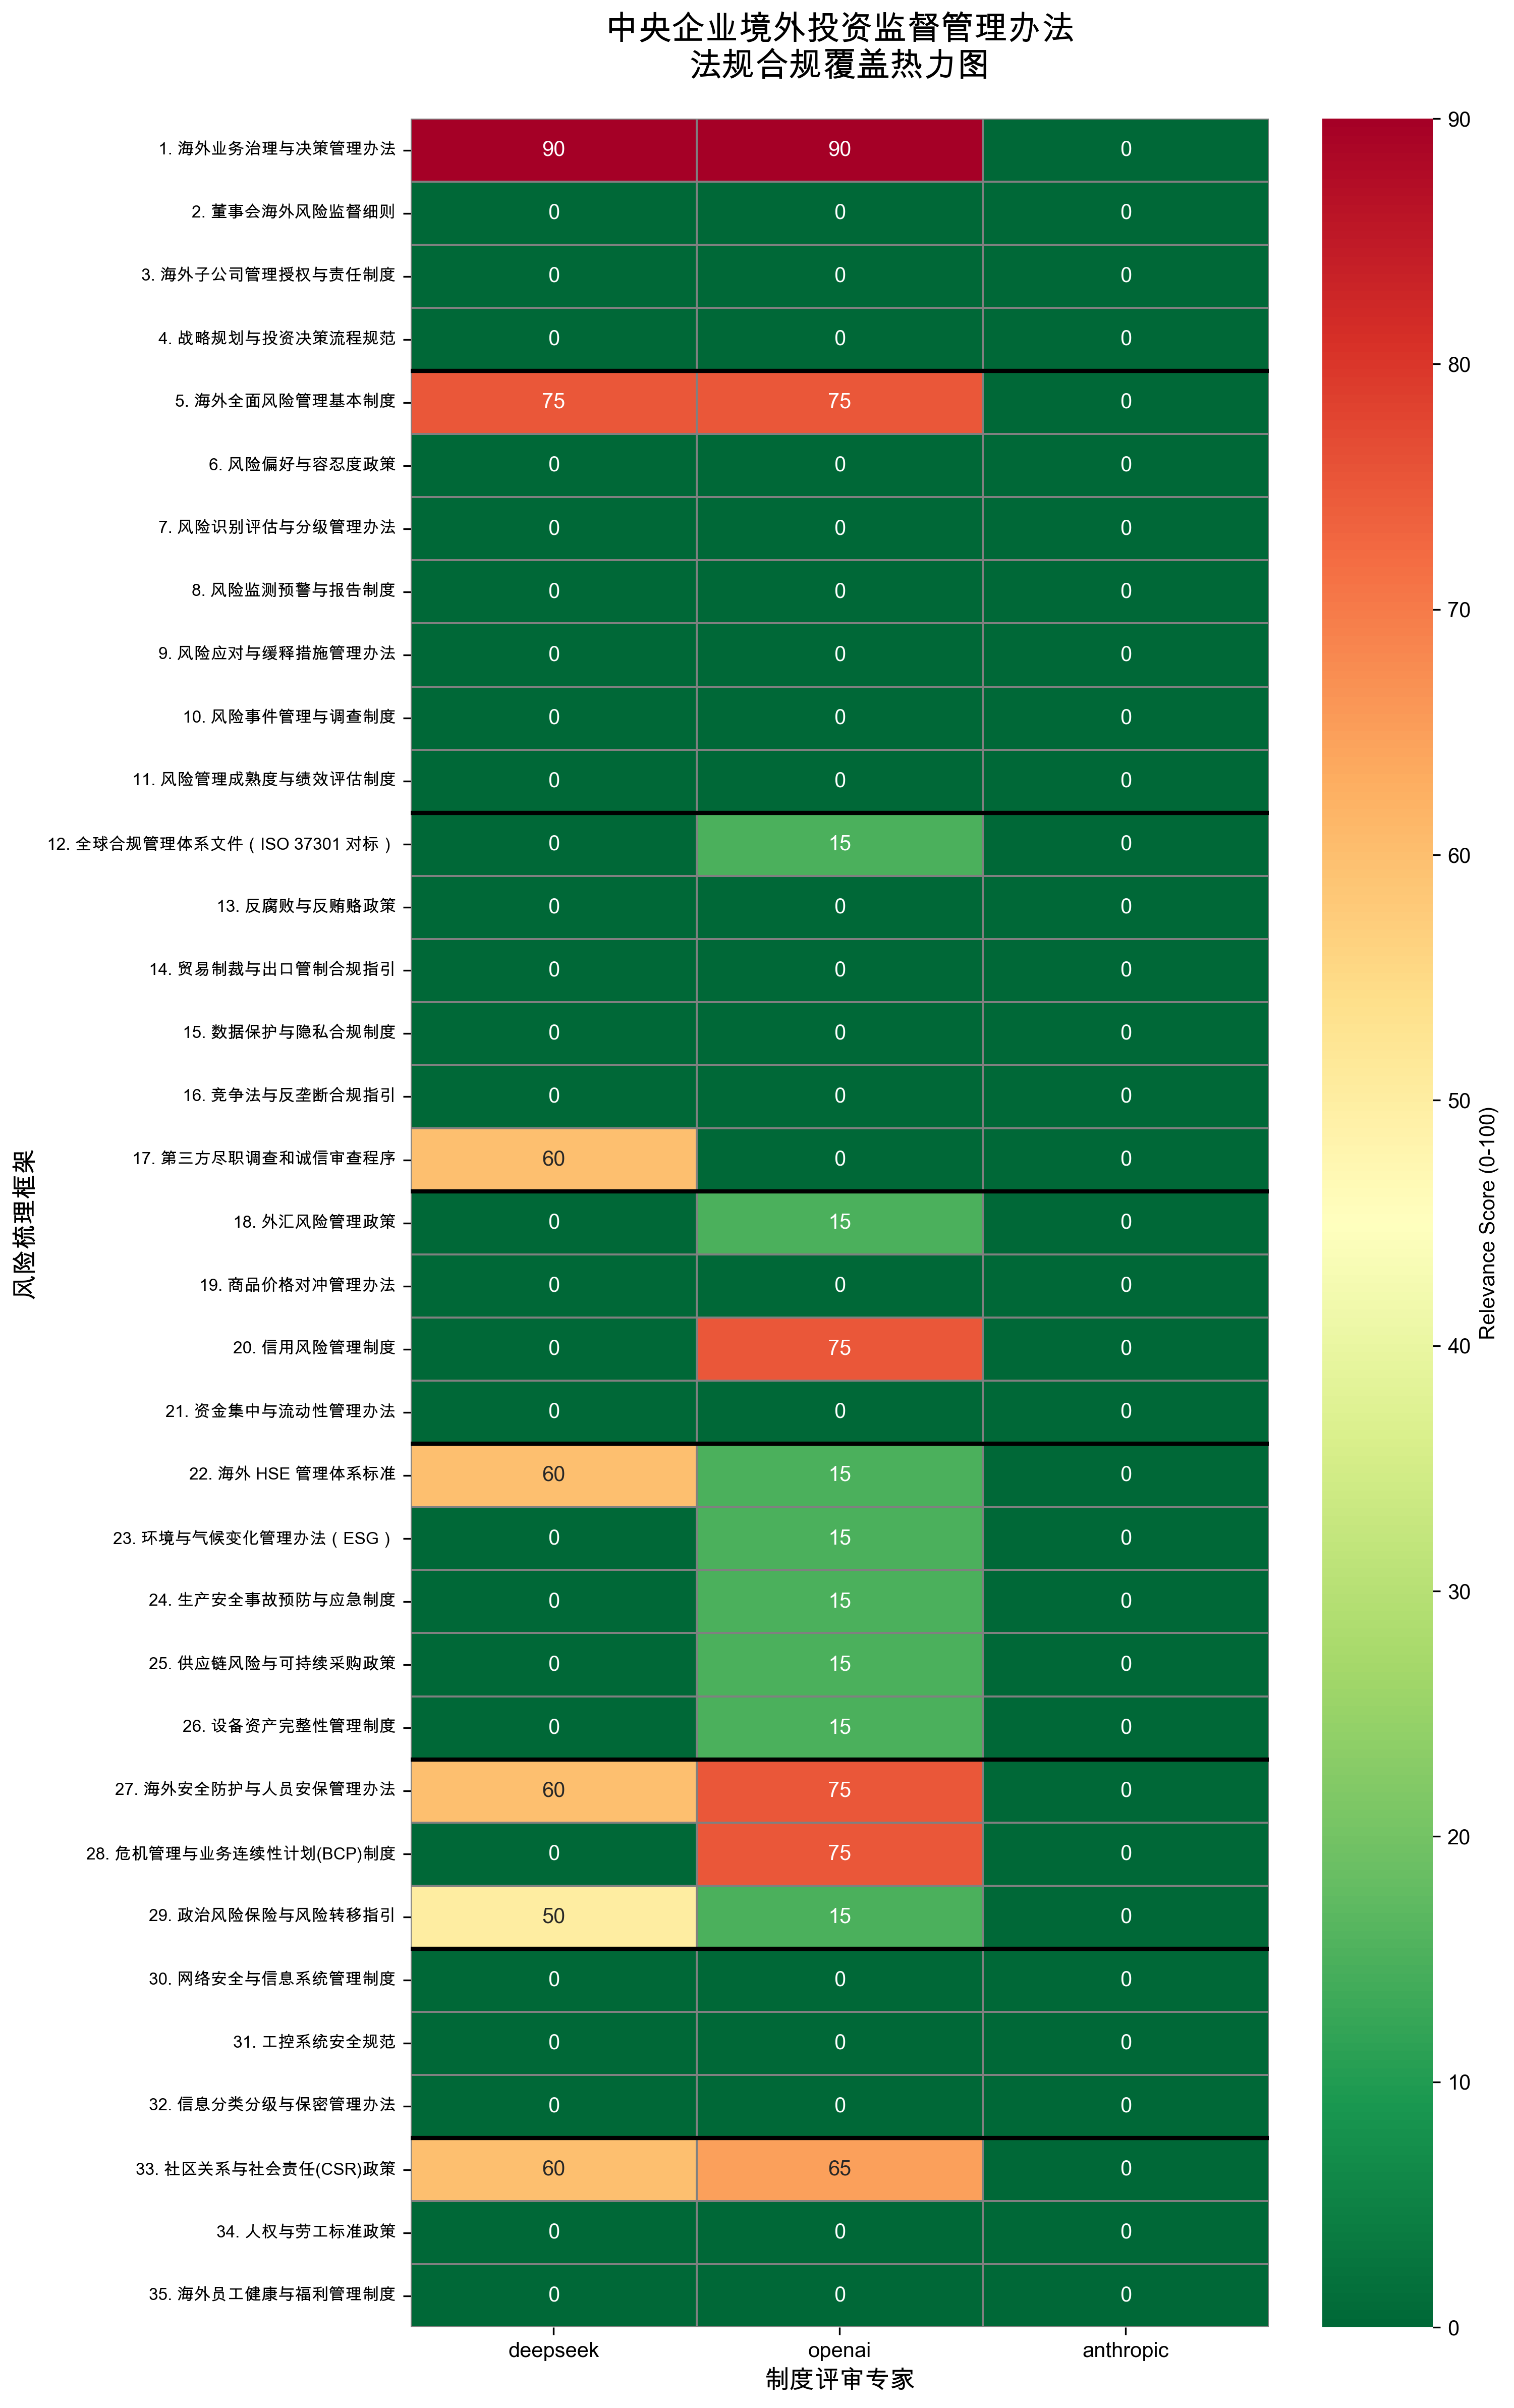 中央企业境外投资监督管理办法
法规合规覆盖热力图
1. 海外业务治理与决策管理办法 90 90 0
2. 董事会海外风险监督细则 0 0 0
3. 海外子公司管理授权与责任制度 0 0 0
4. 战略规划与投资决策流程规范 0 0 0
5. 海外全面风险管理基本制度 75 75 0
6. 风险偏好与容忍度政策 0 0 0
7. 风险识别评估与分级管理办法 0 0 0
8. 风险监测预警与报告制度 0 0 0
9. 风险应对与缓释措施管理办法 0 0 0
10. 风险事件管理与调查制度 0 0 0
11. 风险管理成熟度与绩效评估制度 0 0 0
12. 全球合规管理体系文件（ISO 37301 对标） 0 15 0
13. 反腐败与反贿赂政策 0 0 0
14. 贸易制裁与出口管制合规指引 0 0 0
15. 数据保护与隐私合规制度 0 0 0
16. 竞争法与反垄断合规指引 0 0 0
17. 第三方尽职调查和诚信审查程序 60 0 0
18. 外汇风险管理政策 0 15 0
19. 商品价格对冲管理办法 0 0 0
20. 信用风险管理制度 0 75 0
21. 资金集中与流动性管理办法 0 0 0
22. 海外 HSE 管理体系标准 60 15 0
23. 环境与气候变化管理办法（ESG） 0 15 0
24. 生产安全事故预防与应急制度 0 15 0
25. 供应链风险与可持续采购政策 0 15 0
26. 设备资产完整性管理制度 0 15 0
27. 海外安全防护与人员安保管理办法 60 75 0
28. 危机管理与业务连续性计划(BCP)制度 0 75 0
29. 政治风险保险与风险转移指引 50 15 0
30. 网络安全与信息系统管理制度 0 0 0
31. 工控系统安全规范 0 0 0
32. 信息分类分级与保密管理办法 0 0 0
33. 社区关系与社会责任(CSR)政策 60 65 0
34. 人权与劳工标准政策 0 0 0
35. 海外员工健康与福利管理制度 0 0 0
deepseek openai anthropic
制度评审专家
风险梳理框架
90
80
70
60
50
40
30
20
10
0
Relevance Score (0-100)